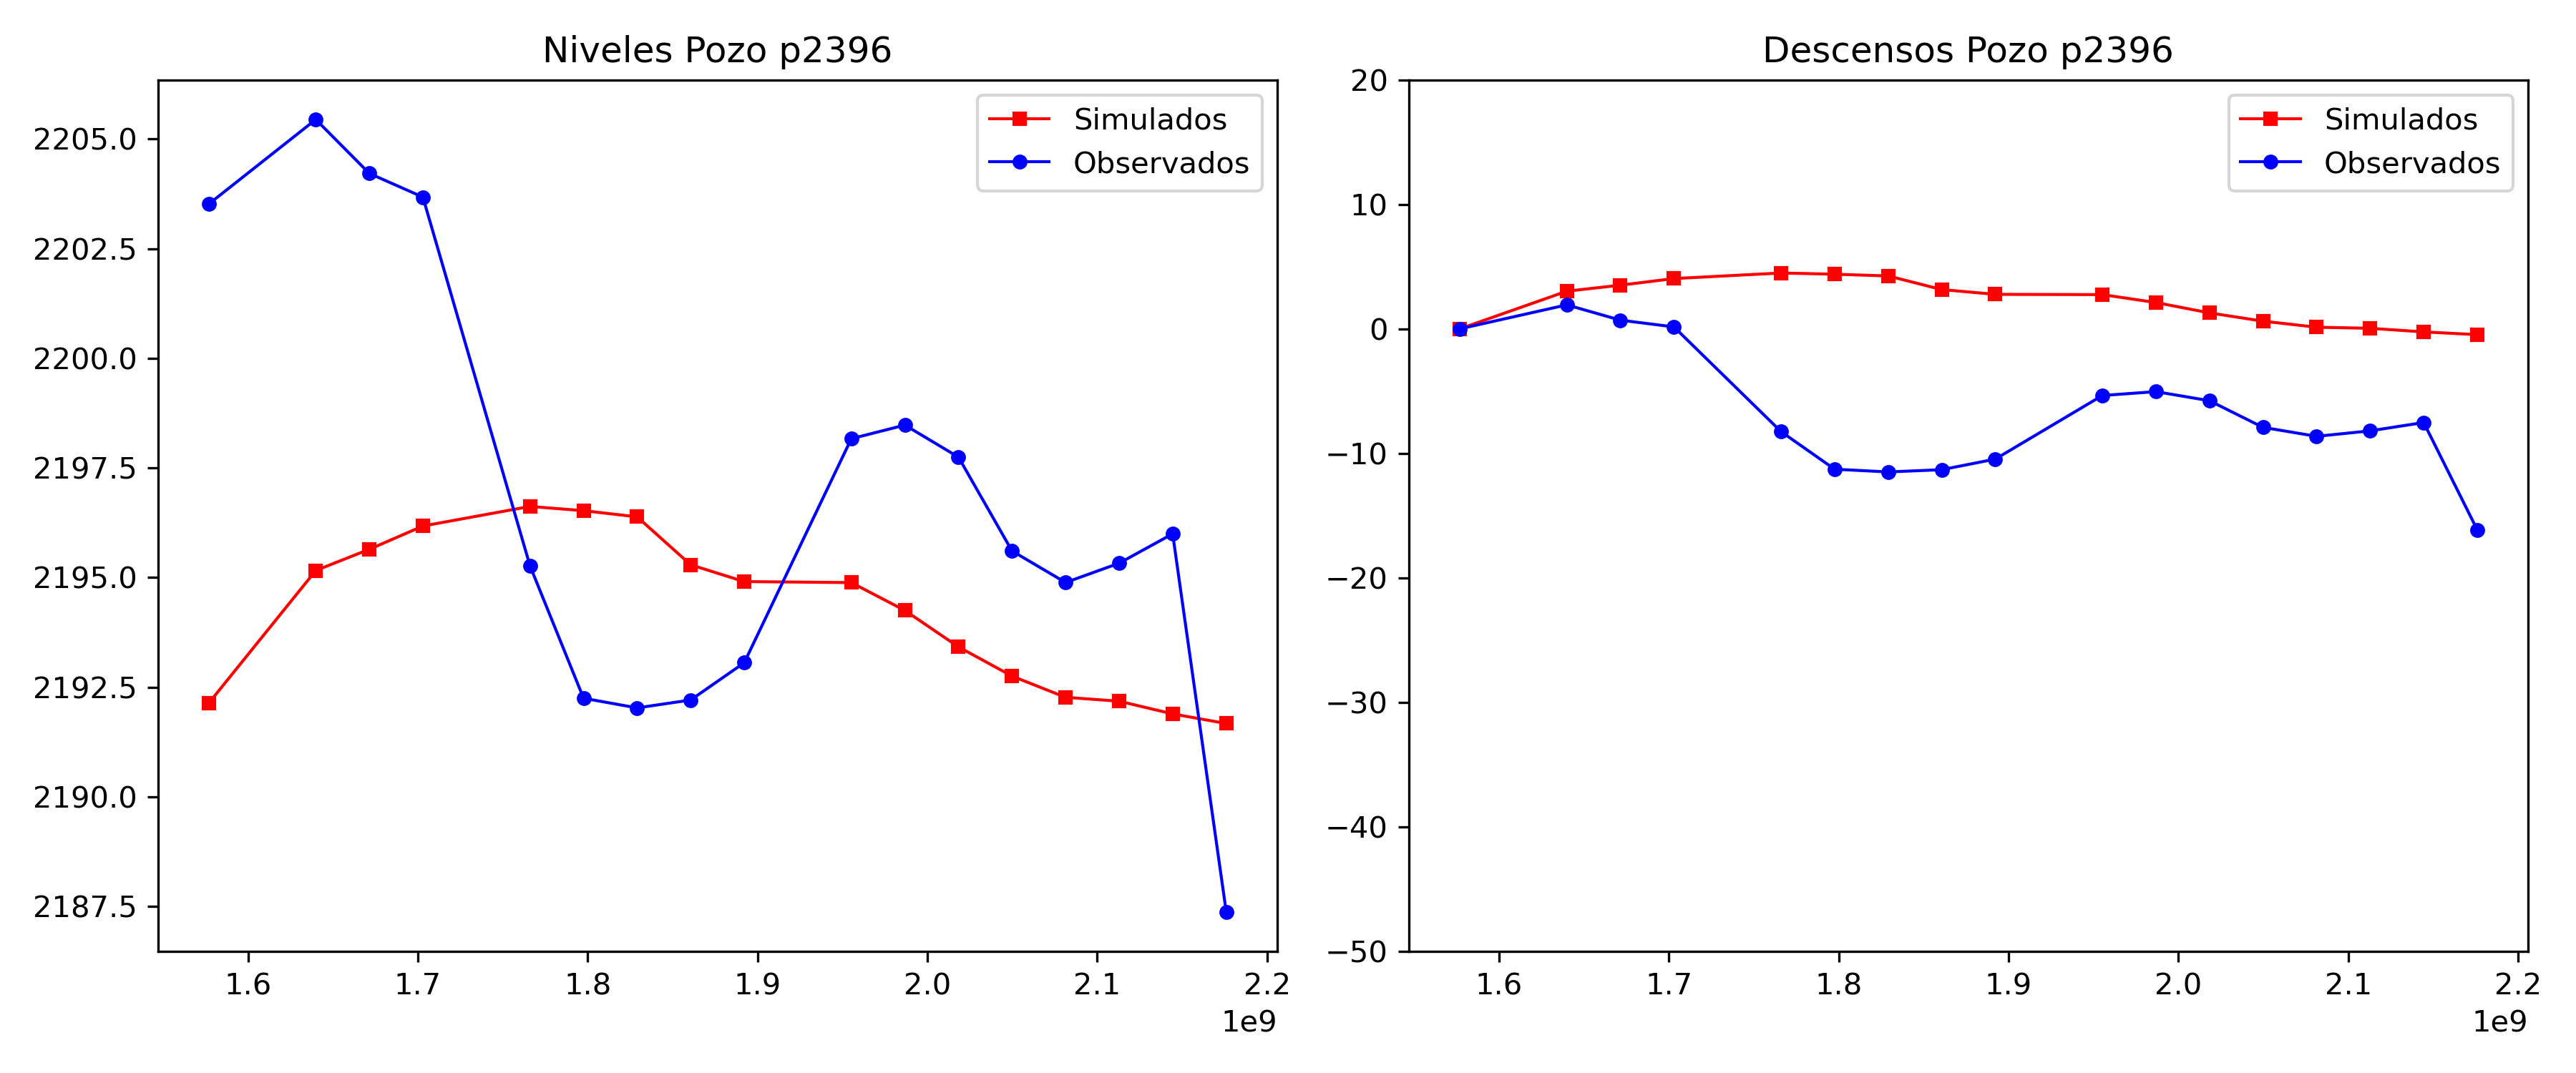 Niveles Pozo p2396
Simulados
Observados
2205.0
2202.5
2200.0
2197.5
2195.0
2192.5
2190.0
2187.5
1.6 1.7 1.8 1.9 2.0 2.1 2.2
1e9
Descensos Pozo p2396
Simulados
Observados
20
10
0
−10
−20
−30
−40
−50
1.6 1.7 1.8 1.9 2.0 2.1 2.2
1e9